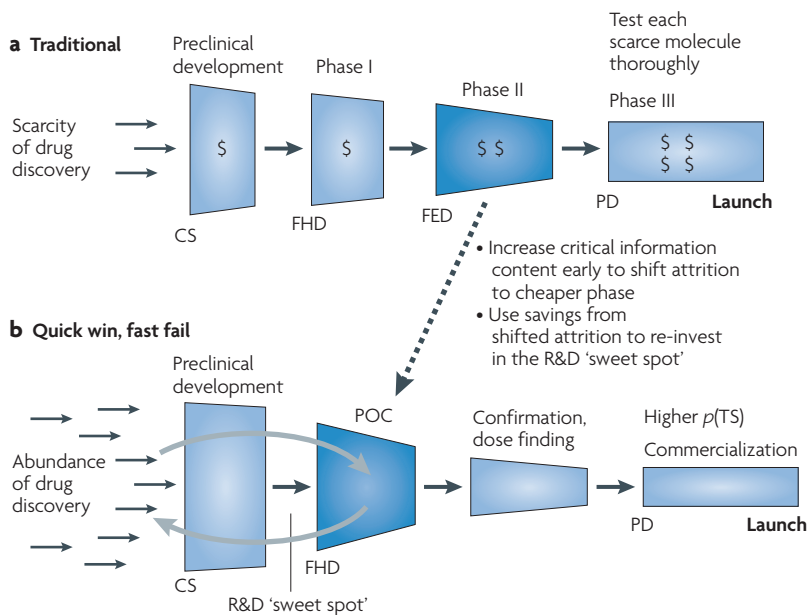 a Traditional
Scarcity
of drug
discovery
Preclinical
development
$
CS
Phase I
$
FHD
Phase II
$ $
FED
Test each
scarce molecule
thoroughly
Phase III
$ $
$ $
PD
Launch
• Increase critical information
content early to shift attrition
to cheaper phase
• Use savings from
shifted attrition to re-invest
in the R&D ‘sweet spot’
b Quick win, fast fail
Abundance
of drug
discovery
Preclinical
development
CS
R&D ‘sweet spot’
POC
FHD
Confirmation,
dose finding
Higher p(TS)
Commercialization
PD
Launch